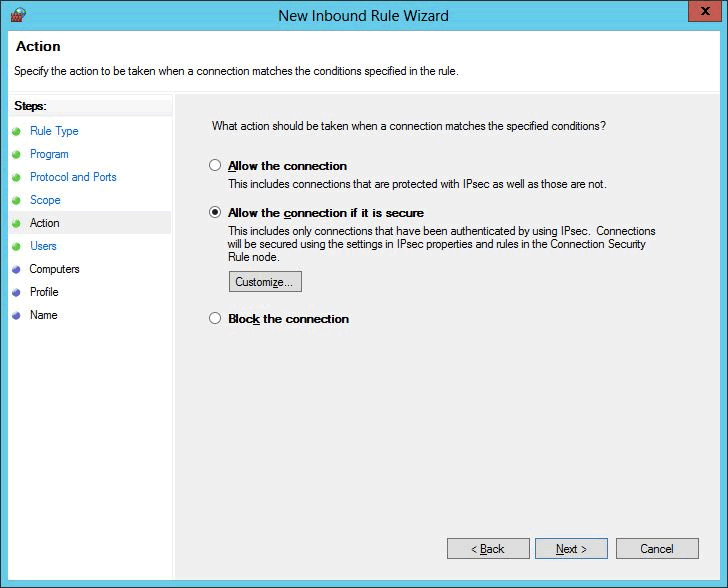 New Inbound Rule Wizard
x
Action
Specify the action to be taken when a connection matches the conditions specified in the rule.
Steps:
Rule Type
Program
Protocol and Ports
Scope
Action
Users
Computers
Profile
Name
What action should be taken when a connection matches the specified conditions?
Allow the connection
This includes connections that are protected with IPsec as well as those are not.
Allow the connection if it is secure
This includes only connections that have been authenticated by using IPsec. Connections
will be secured using the settings in IPsec properties and rules in the Connection Security
Rule node.
Customize...
Block the connection
< Back
Next >
Cancel